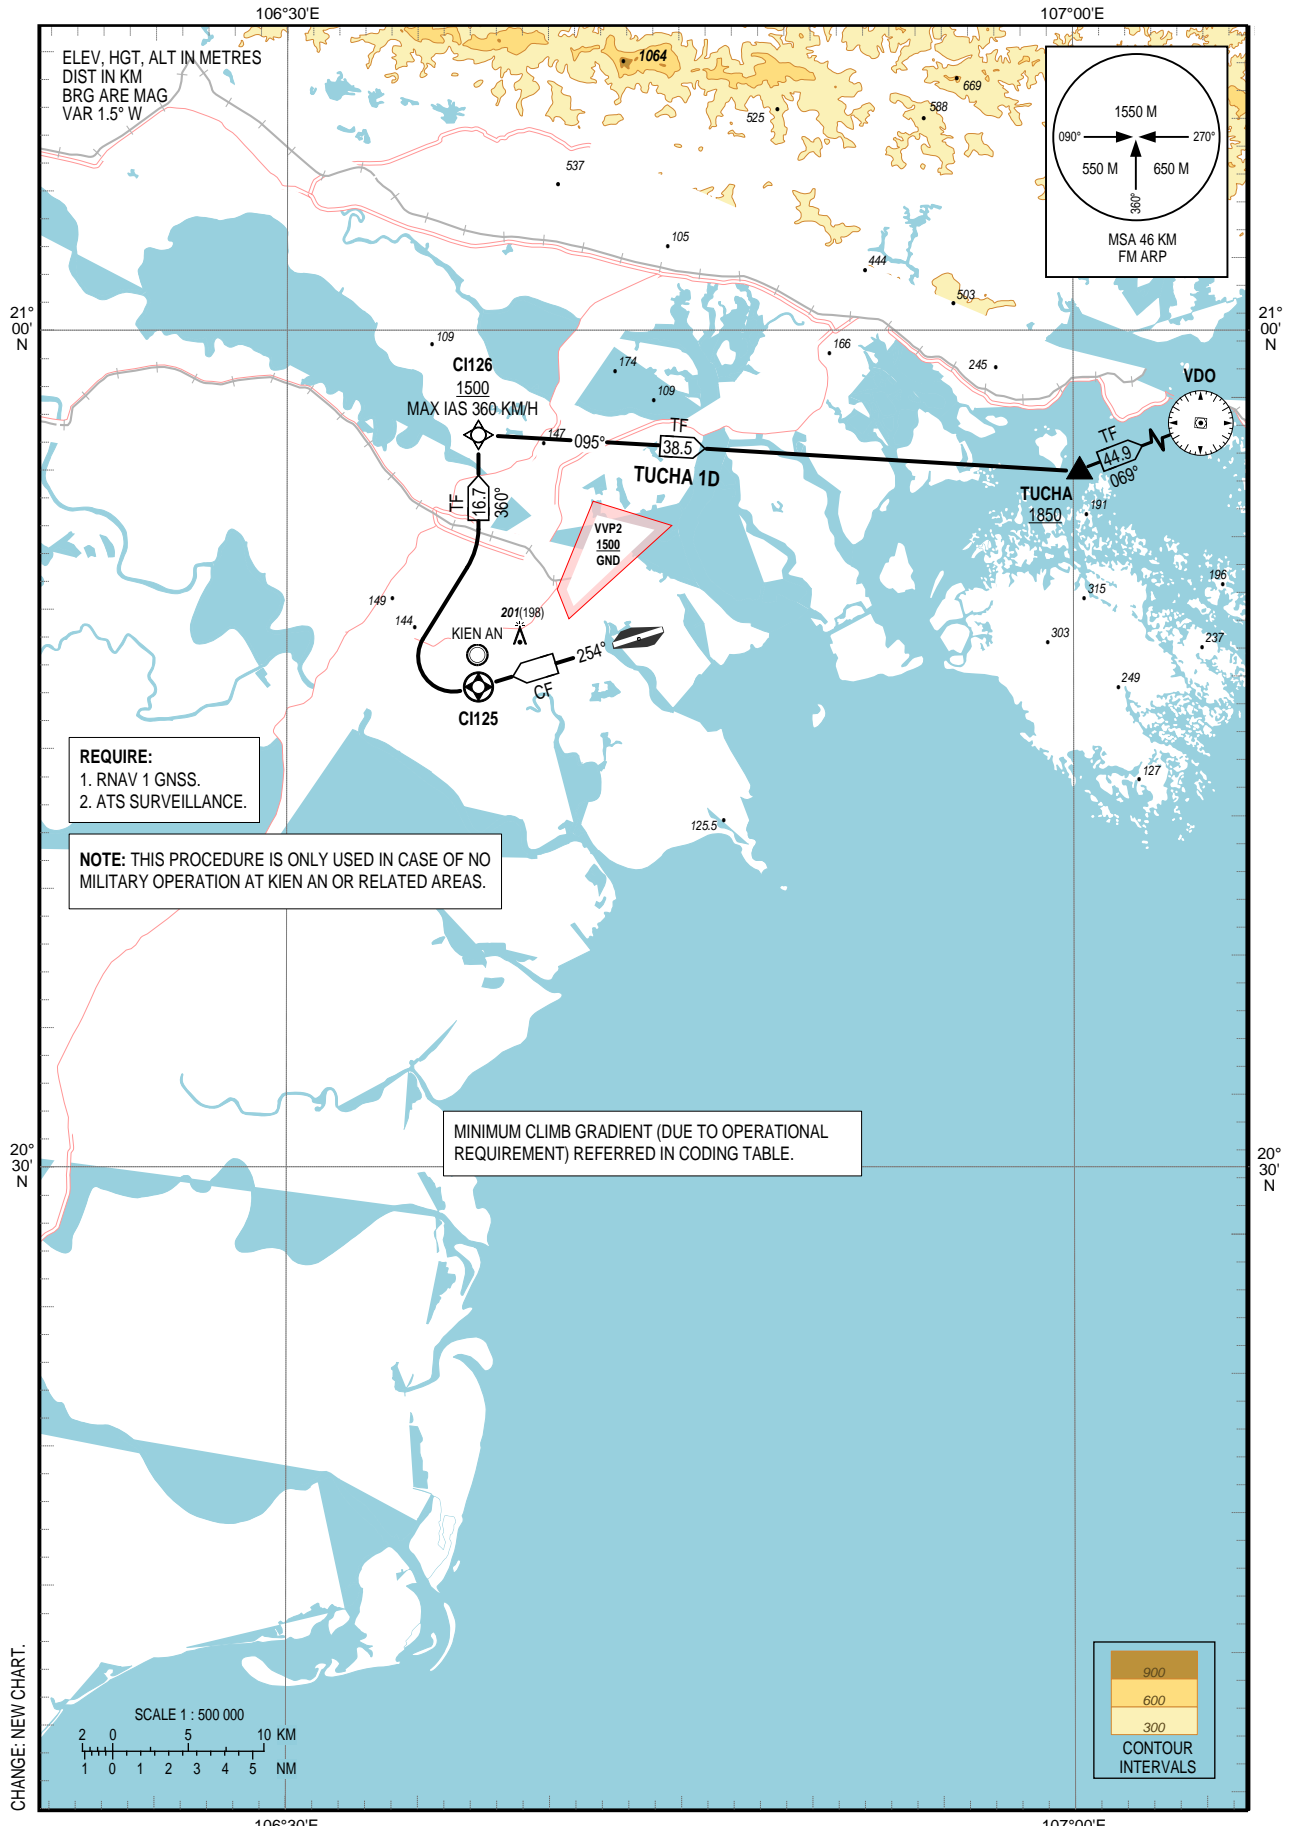 106°30'E
107°00'E
ELEV, HGT, ALT IN METRES
DIST IN KM
BRG ARE MAG
VAR 1.5° W
1064
669
525
588
1550 M
090°
270°
550 M
650 M
360°
MSA 46 KM
FM ARP
537
105
444
503
21°
00'
N
21°
00'
N
109
CI126
1500
MAX IAS 360 KM/H
174
109
166
245
VDO
147
095°
TF
38.5
TUCHA 1D
TF
44.9
069°
TUCHA
1850
191
TF
16.7
360°
VVP2
1500
GND
149
144
201(198)
KIEN AN
254°
CF
CI125
315
196
303
237
249
127
125.5
REQUIRE:
1. RNAV 1 GNSS.
2. ATS SURVEILLANCE.
NOTE: THIS PROCEDURE IS ONLY USED IN CASE OF NO
MILITARY OPERATION AT KIEN AN OR RELATED AREAS.
MINIMUM CLIMB GRADIENT (DUE TO OPERATIONAL
REQUIREMENT) REFERRED IN CODING TABLE.
20°
30'
N
20°
30'
N
CHANGE: NEW CHART.
SCALE 1 : 500 000
2 0 5 10 KM
1 0 1 2 3 4 5 NM
900
600
300
CONTOUR
INTERVALS
106°30'E
107°00'E